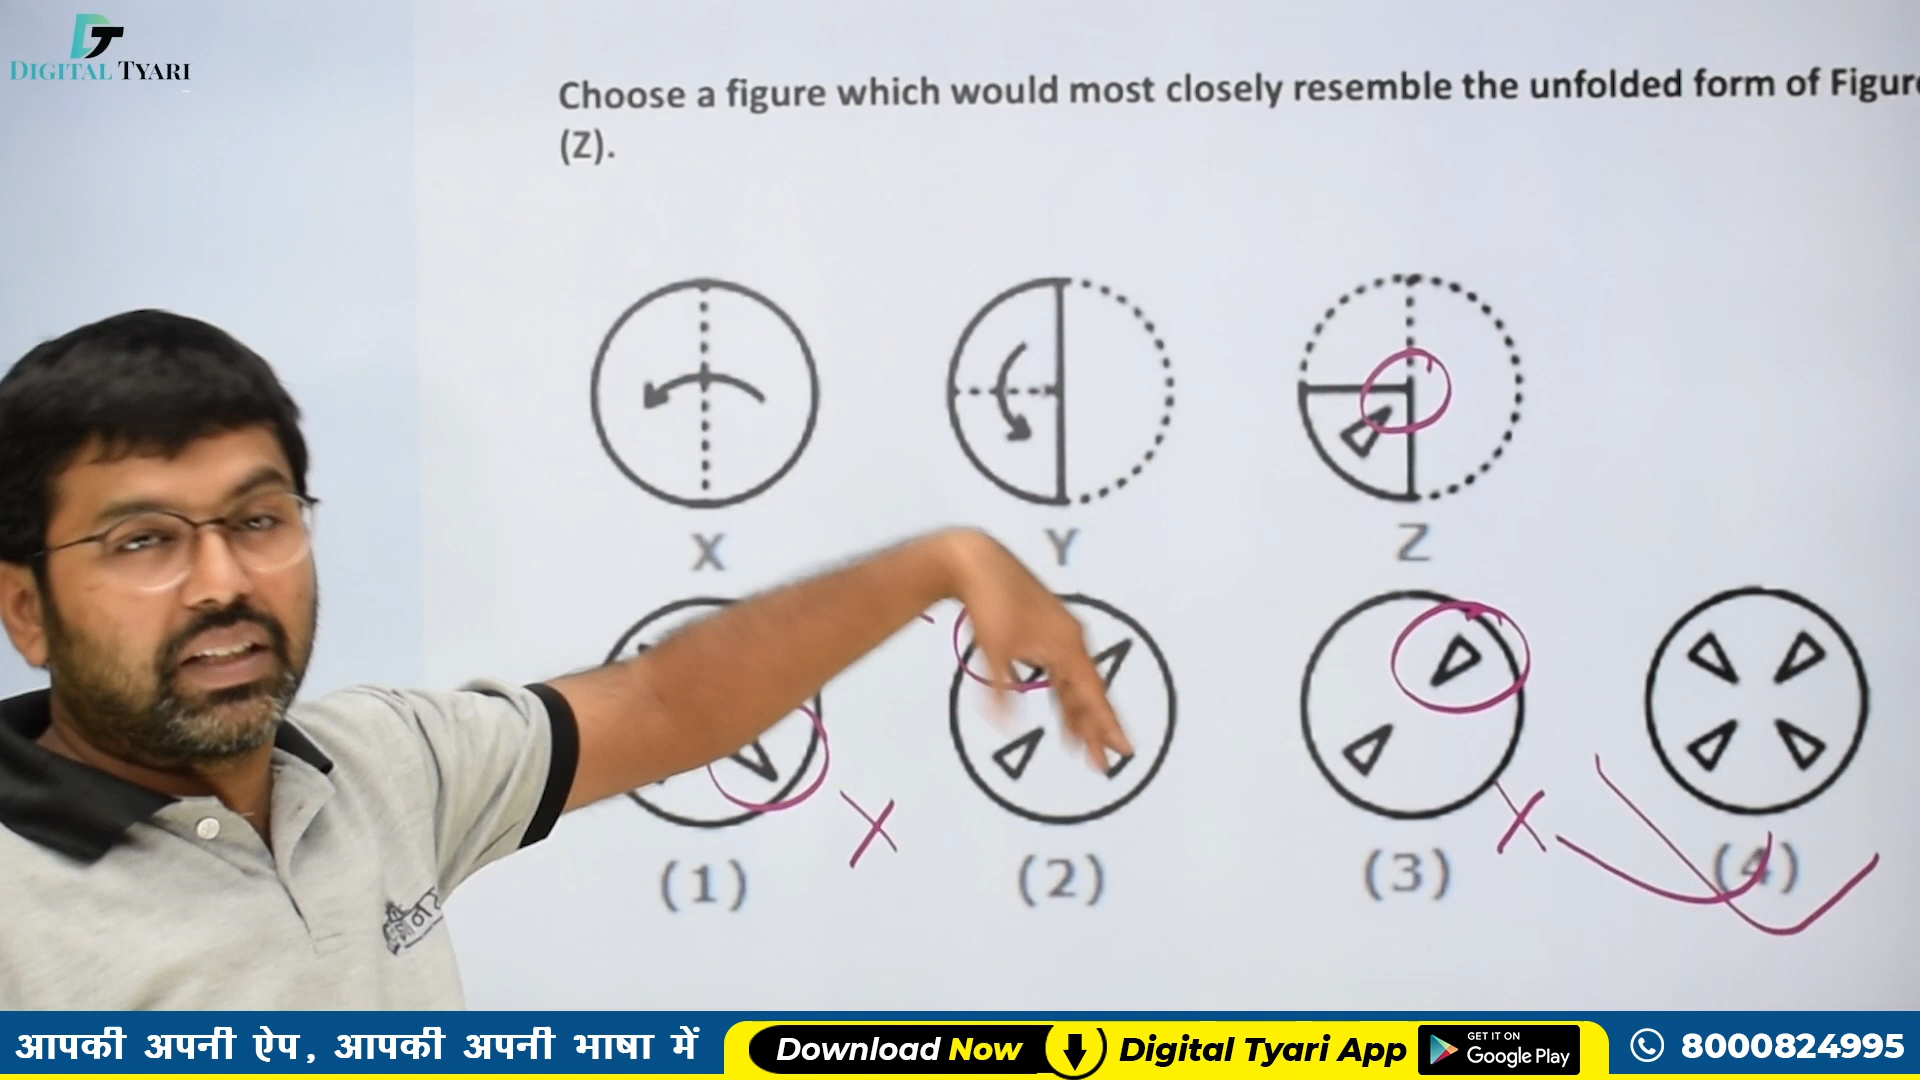 DIGITAL TYARI
Choose a figure which would most closely resemble the unfolded form of Figure
(Z).
X
Y
Z
(1)
(2)
(3)
(4)
आपकी अपनी ऐप, आपकी अपनी भाषा में
Download Now
Digital Tyari App
GET IT ON
Google Play
8000824995